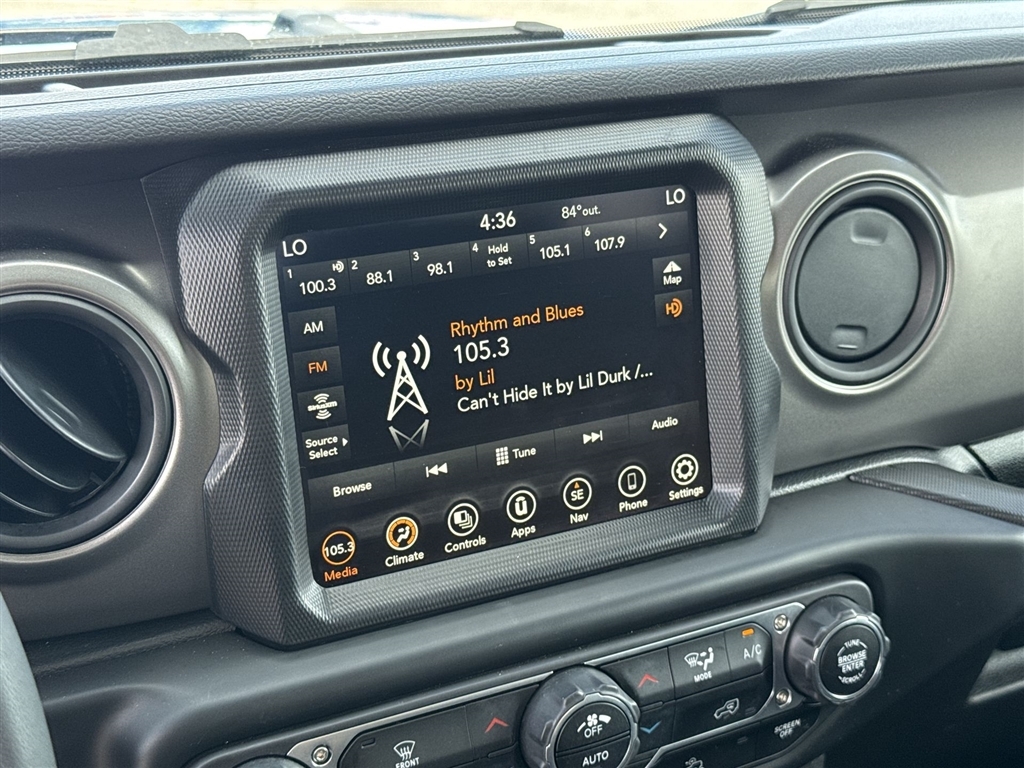 LO
4:36
84°out.
LO
1 100.3
2 88.1
3 98.1
4 Hold to Set
5 105.1
6 107.9
Map
AM
FM
SiriusXM
Source Select
HD
Rhythm and Blues
105.3
by Lil
Can't Hide It by Lil Durk /...
Browse
Tune
Audio
105.3
Media
Climate
Controls
U
Apps
SE
Nav
Phone
Settings
FRONT
OFF
AUTO
MODE
A/C
TUNE
BROWSE
ENTER
SCROLL
SCREEN
OFF